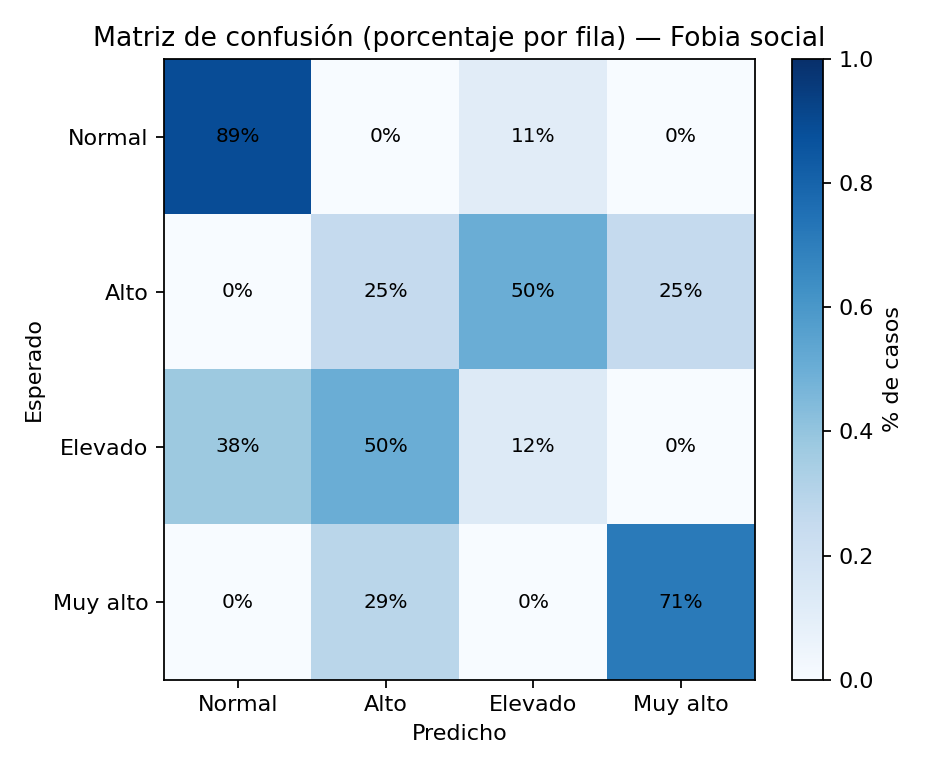 Matriz de confusión (porcentaje por fila) — Fobia social
Esperado
Normal 89% 0% 11% 0%
Alto 0% 25% 50% 25%
Elevado 38% 50% 12% 0%
Muy alto 0% 29% 0% 71%
Normal Alto Elevado Muy alto
Predicho
1.0
0.8
0.6
0.4
0.2
0.0
% de casos